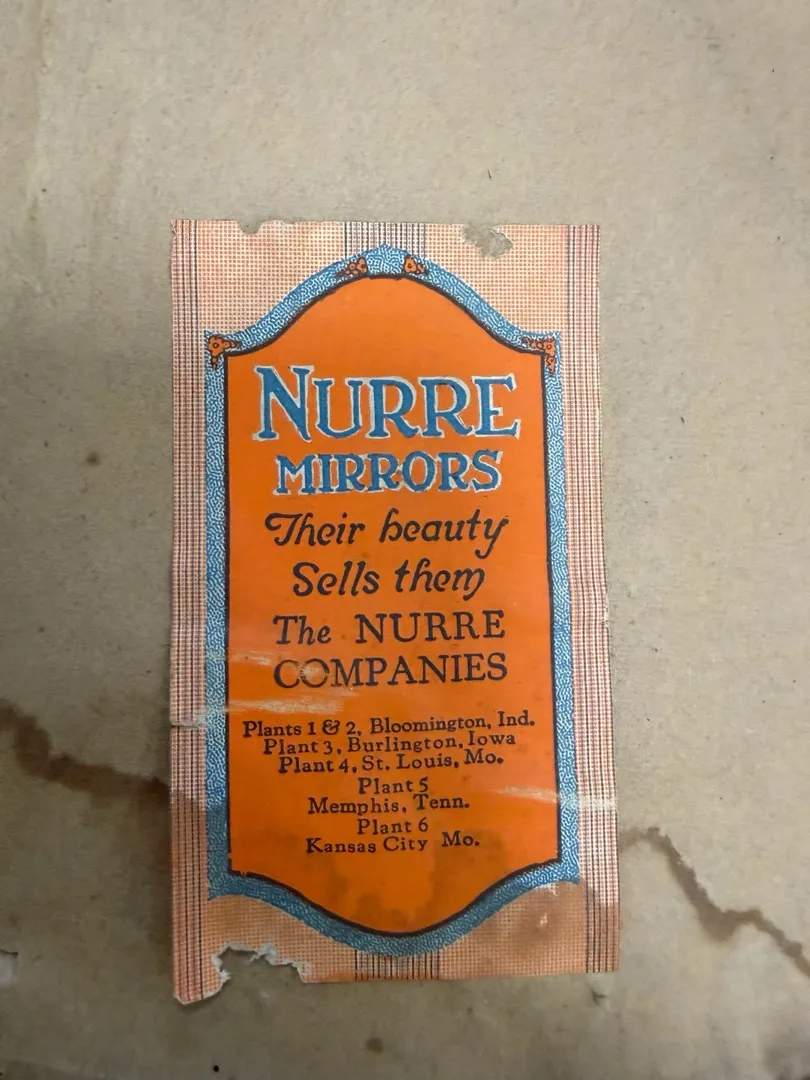 NURRE
MIRRORS
Their beauty
Sells them
The NURRE
COMPANIES
Plants 1 & 2, Bloomington, Ind.
Plant 3, Burlington, Iowa
Plant 4, St. Louis, Mo.
Plant 5
Memphis, Tenn.
Plant 6
Kansas City Mo.